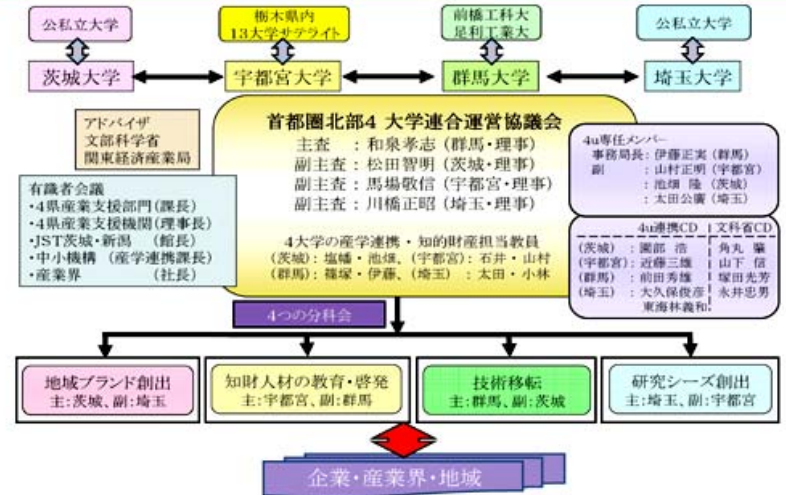 公私立大学
栃木県内
13大学サテライト
前橋工科大
足利工業大
公私立大学
茨城大学
宇都宮大学
群馬大学
埼玉大学
アドバイザ
文部科学省
関東経済産業局
首都圏北部4 大学連合運営協議会
主査 : 和泉孝志 (群馬・理事)
副主査 : 松田智明 (茨城・理事)
副主査 : 馬場敬信 (宇都宮・理事)
副主査 : 川橋正昭 (埼玉・理事)
4大学の産学連携・知的財産担当教員
(茨城): 塩幡・池畑、(宇都宮): 石井・山村
(群馬): 篠塚・伊藤、(埼玉) : 太田・小林
4u専任メンバー
事務局長: 伊藤正実 (群馬)
副 : 山村正明 (宇都宮)
: 池畑 隆 (茨城)
: 太田公廣 (埼玉)
有識者会議
・4県産業支援部門(課長)
・4県産業支援機関(理事長)
・JST茨城・新潟 (館長)
・中小機構 (産学連携課長)
・産業界 (社長)
4u連携CD 文科省CD
(茨城) : 園部 浩 角丸 肇
(宇都宮): 近藤三雄 山下 信
(群馬) : 前田秀雄 塚田光芳
(埼玉) : 大久保俊彦 永井忠男
東海林義和
4つの分科会
地域ブランド創出
主:茨城、副:埼玉
知財人材の教育・啓発
主:宇都宮、副:群馬
技術移転
主:群馬、副:茨城
研究シーズ創出
主:埼玉、副:宇都宮
企業・産業界・地域